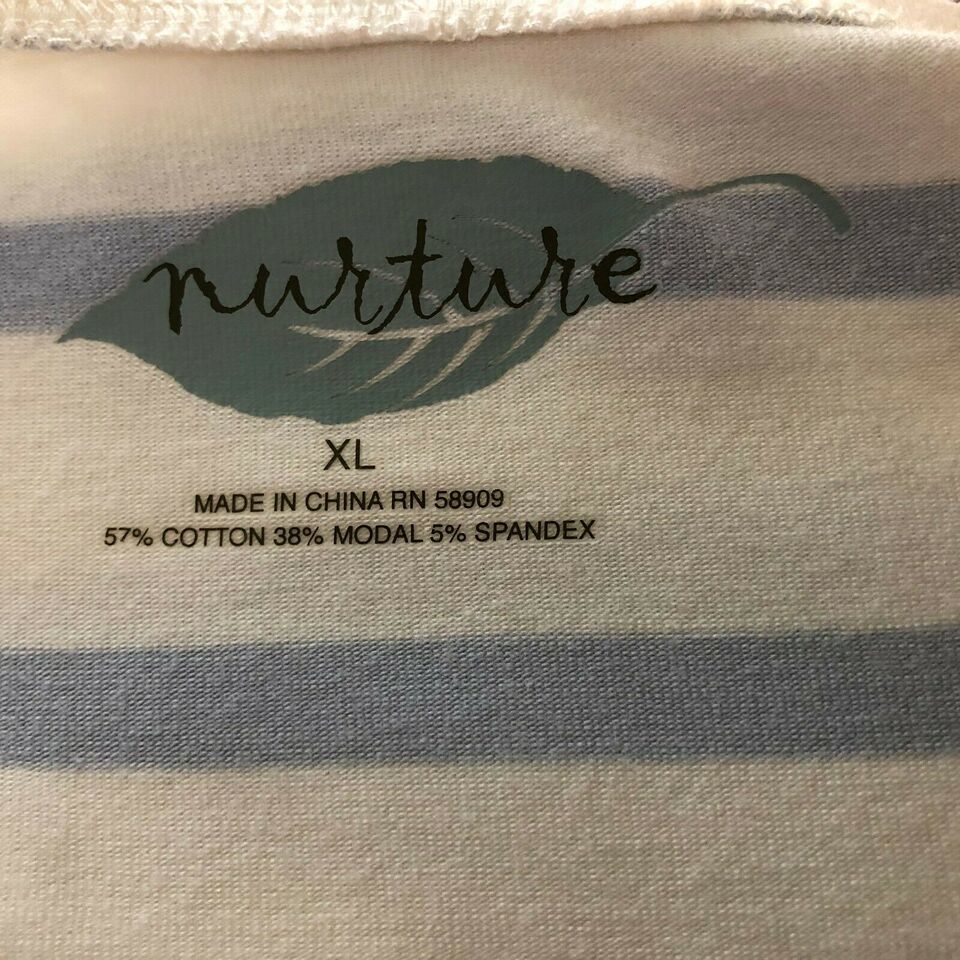 nurture
XL
MADE IN CHINA RN 58909
57% COTTON 38% MODAL 5% SPANDEX